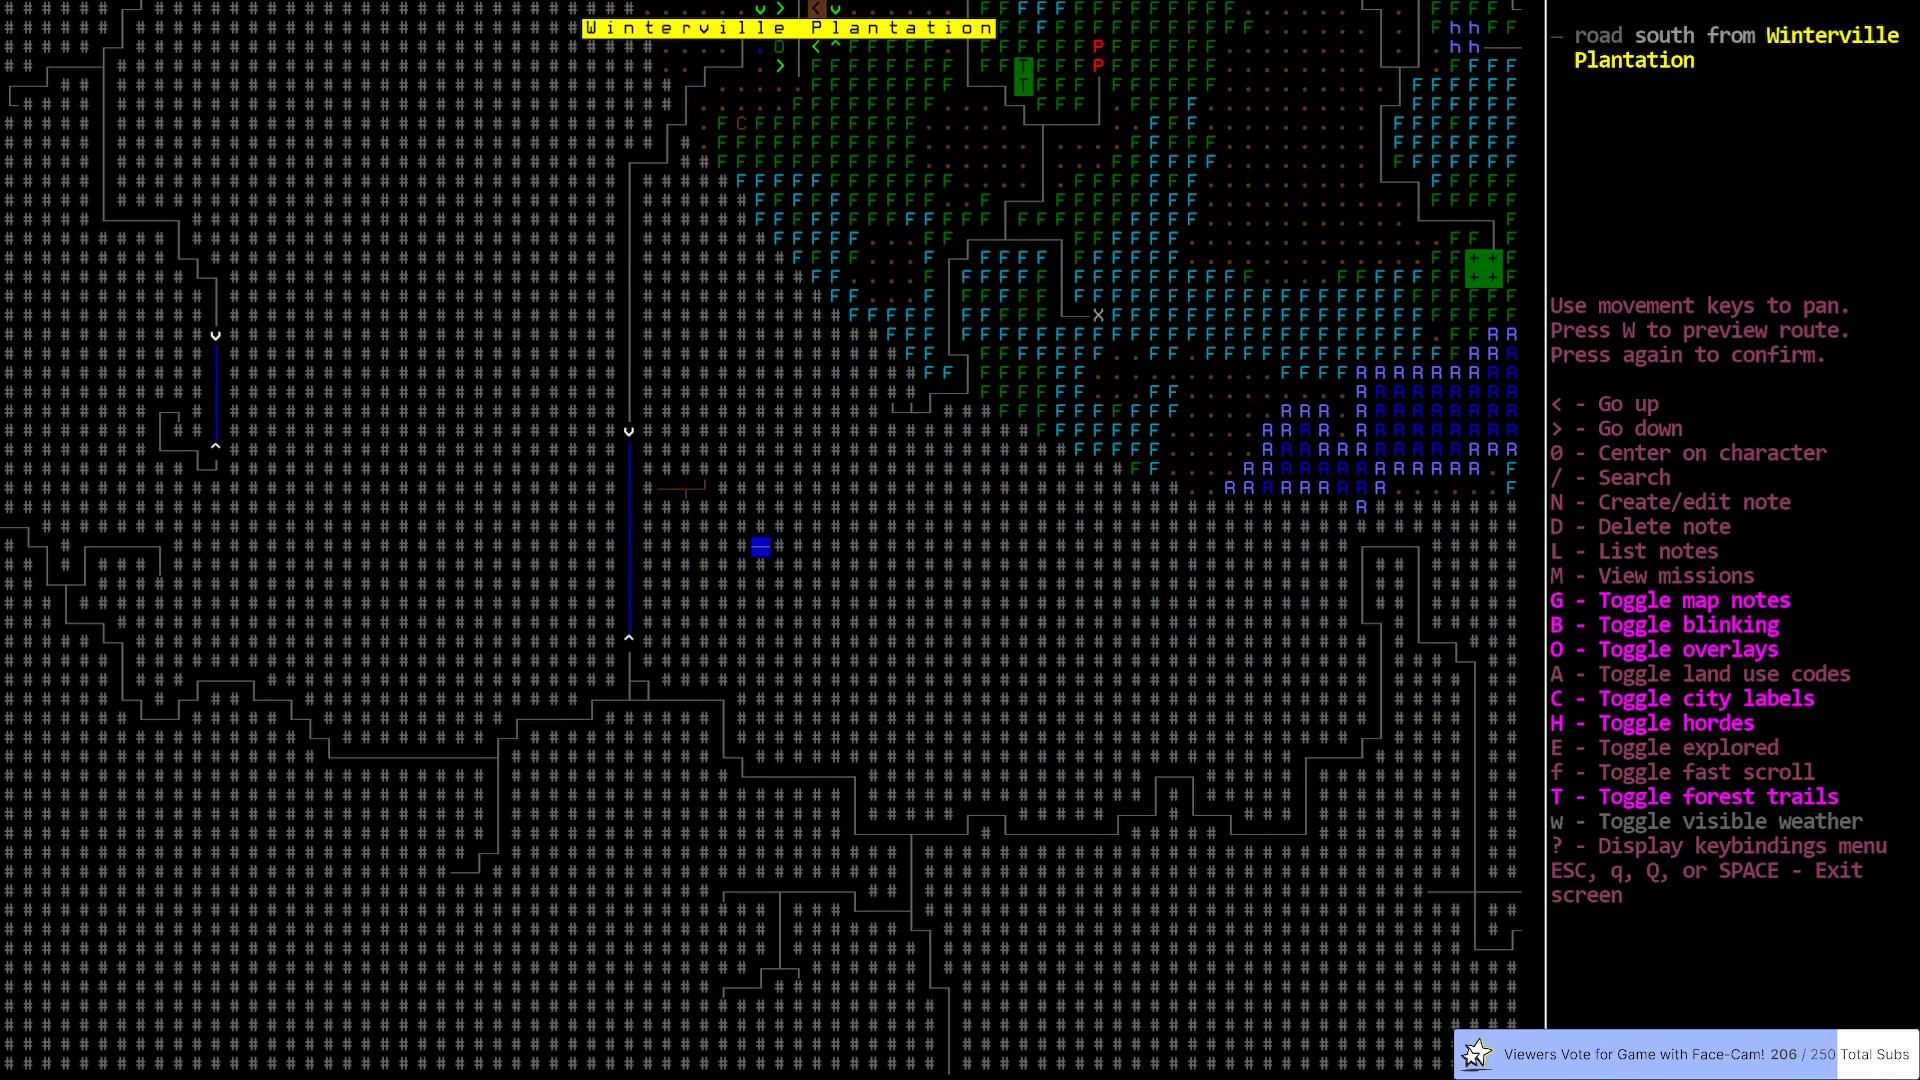 Winterville Plantation
— road south from Winterville
Plantation
Use movement keys to pan.
Press W to preview route.
Press again to confirm.
< - Go up
> - Go down
0 - Center on character
/ - Search
N - Create/edit note
D - Delete note
L - List notes
M - View missions
G - Toggle map notes
B - Toggle blinking
O - Toggle overlays
A - Toggle land use codes
C - Toggle city labels
H - Toggle hordes
E - Toggle explored
f - Toggle fast scroll
T - Toggle forest trails
w - Toggle visible weather
? - Display keybindings menu
ESC, q, Q, or SPACE - Exit
screen
Viewers Vote for Game with Face-Cam! 206 / 250 Total Subs